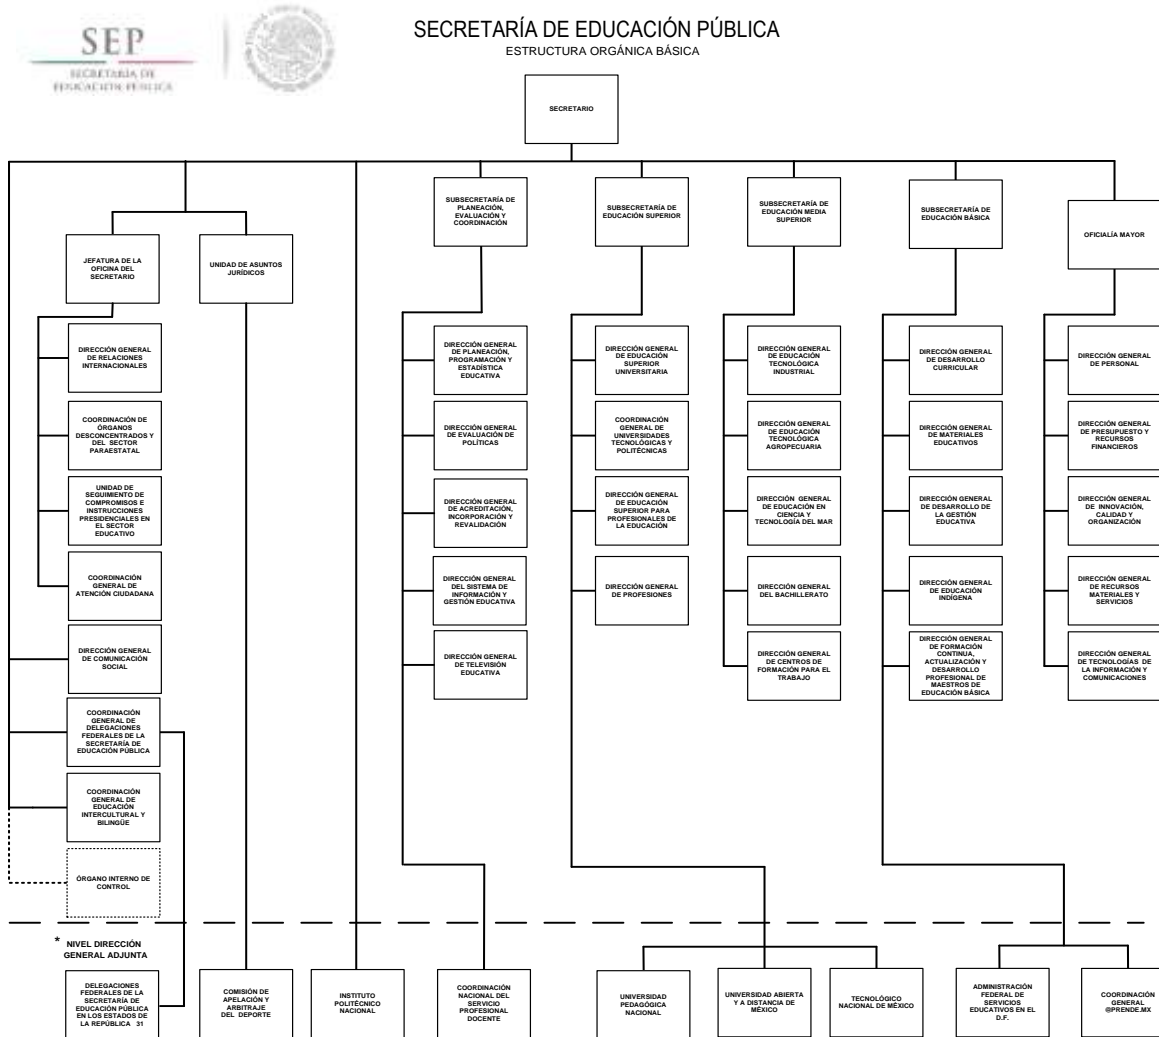 SEP
SECRETARÍA DE
EDUCACIÓN PÚBLICA
SECRETARÍA DE EDUCACIÓN PÚBLICA
ESTRUCTURA ORGÁNICA BÁSICA
SECRETARIO
SUBSECRETARÍA DE
PLANEACIÓN,
EVALUACIÓN Y
COORDINACIÓN
SUBSECRETARÍA DE
EDUCACIÓN SUPERIOR
SUBSECRETARÍA DE
EDUCACIÓN MEDIA
SUPERIOR
SUBSECRETARÍA DE
EDUCACIÓN BÁSICA
OFICIALÍA MAYOR
JEFATURA DE LA
OFICINA DEL
SECRETARIO
UNIDAD DE ASUNTOS
JURÍDICOS
DIRECCIÓN GENERAL
DE RELACIONES
INTERNACIONALES
COORDINACIÓN DE
ÓRGANOS
DESCONCENTRADOS Y
DEL SECTOR
PARAESTATAL
UNIDAD DE
SEGUIMIENTO DE
COMPROMISOS E
INSTRUCCIONES
PRESIDENCIALES EN
EL SECTOR
EDUCATIVO
COORDINACIÓN
GENERAL DE
ATENCIÓN CIUDADANA
DIRECCIÓN GENERAL
DE COMUNICACIÓN
SOCIAL
COORDINACIÓN
GENERAL DE
DELEGACIONES
FEDERALES DE LA
SECRETARÍA DE
EDUCACIÓN PÚBLICA
COORDINACIÓN
GENERAL DE
EDUCACIÓN
INTERCULTURAL Y
BILINGÜE
ÓRGANO INTERNO DE
CONTROL
DIRECCIÓN GENERAL
DE PLANEACIÓN,
PROGRAMACIÓN Y
ESTADÍSTICA
EDUCATIVA
DIRECCIÓN GENERAL
DE EVALUACIÓN DE
POLÍTICAS
DIRECCIÓN GENERAL
DE ACREDITACIÓN,
INCORPORACIÓN Y
REVALIDACIÓN
DIRECCIÓN GENERAL
DEL SISTEMA DE
INFORMACIÓN Y
GESTIÓN EDUCATIVA
DIRECCIÓN GENERAL
DE TELEVISIÓN
EDUCATIVA
DIRECCIÓN GENERAL
DE EDUCACIÓN
SUPERIOR
UNIVERSITARIA
COORDINACIÓN
GENERAL DE
UNIVERSIDADES
TECNOLÓGICAS Y
POLITÉCNICAS
DIRECCIÓN GENERAL
DE EDUCACIÓN
SUPERIOR PARA
PROFESIONALES DE
LA EDUCACIÓN
DIRECCIÓN GENERAL
DE PROFESIONES
DIRECCIÓN GENERAL
DE EDUCACIÓN
TECNOLÓGICA
INDUSTRIAL
DIRECCIÓN GENERAL
DE EDUCACIÓN
TECNOLÓGICA
AGROPECUARIA
DIRECCIÓN GENERAL
DE EDUCACIÓN EN
CIENCIA Y
TECNOLOGÍA DEL MAR
DIRECCIÓN GENERAL
DEL BACHILLERATO
DIRECCIÓN GENERAL
DE CENTROS DE
FORMACIÓN PARA EL
TRABAJO
DIRECCIÓN GENERAL
DE DESARROLLO
CURRICULAR
DIRECCIÓN GENERAL
DE MATERIALES
EDUCATIVOS
DIRECCIÓN GENERAL
DE DESARROLLO DE
LA GESTIÓN
EDUCATIVA
DIRECCIÓN GENERAL
DE EDUCACIÓN
INDÍGENA
DIRECCIÓN GENERAL
DE FORMACIÓN
CONTINUA,
ACTUALIZACIÓN Y
DESARROLLO
PROFESIONAL DE
MAESTROS DE
EDUCACIÓN BÁSICA
DIRECCIÓN GENERAL
DE PERSONAL
DIRECCIÓN GENERAL
DE PRESUPUESTO Y
RECURSOS
FINANCIEROS
DIRECCIÓN GENERAL
DE INNOVACIÓN,
CALIDAD Y
ORGANIZACIÓN
DIRECCIÓN GENERAL
DE RECURSOS
MATERIALES Y
SERVICIOS
DIRECCIÓN GENERAL
DE TECNOLOGÍAS DE
LA INFORMACIÓN Y
COMUNICACIONES
* NIVEL DIRECCIÓN
GENERAL ADJUNTA
DELEGACIONES
FEDERALES DE LA
SECRETARÍA DE
EDUCACIÓN PÚBLICA
EN LOS ESTADOS DE
LA REPÚBLICA 31
COMISIÓN DE
APELACIÓN Y
ARBITRAJE
DEL DEPORTE
INSTITUTO
POLITÉCNICO
NACIONAL
COORDINACIÓN
NACIONAL DEL
SERVICIO
PROFESIONAL
DOCENTE
UNIVERSIDAD
PEDAGÓGICA
NACIONAL
UNIVERSIDAD ABIERTA
Y A DISTANCIA DE
MÉXICO
TECNOLÓGICO
NACIONAL DE MÉXICO
ADMINISTRACIÓN
FEDERAL DE
SERVICIOS
EDUCATIVOS EN EL
D.F.
COORDINACIÓN
GENERAL
@PRENDE.MX